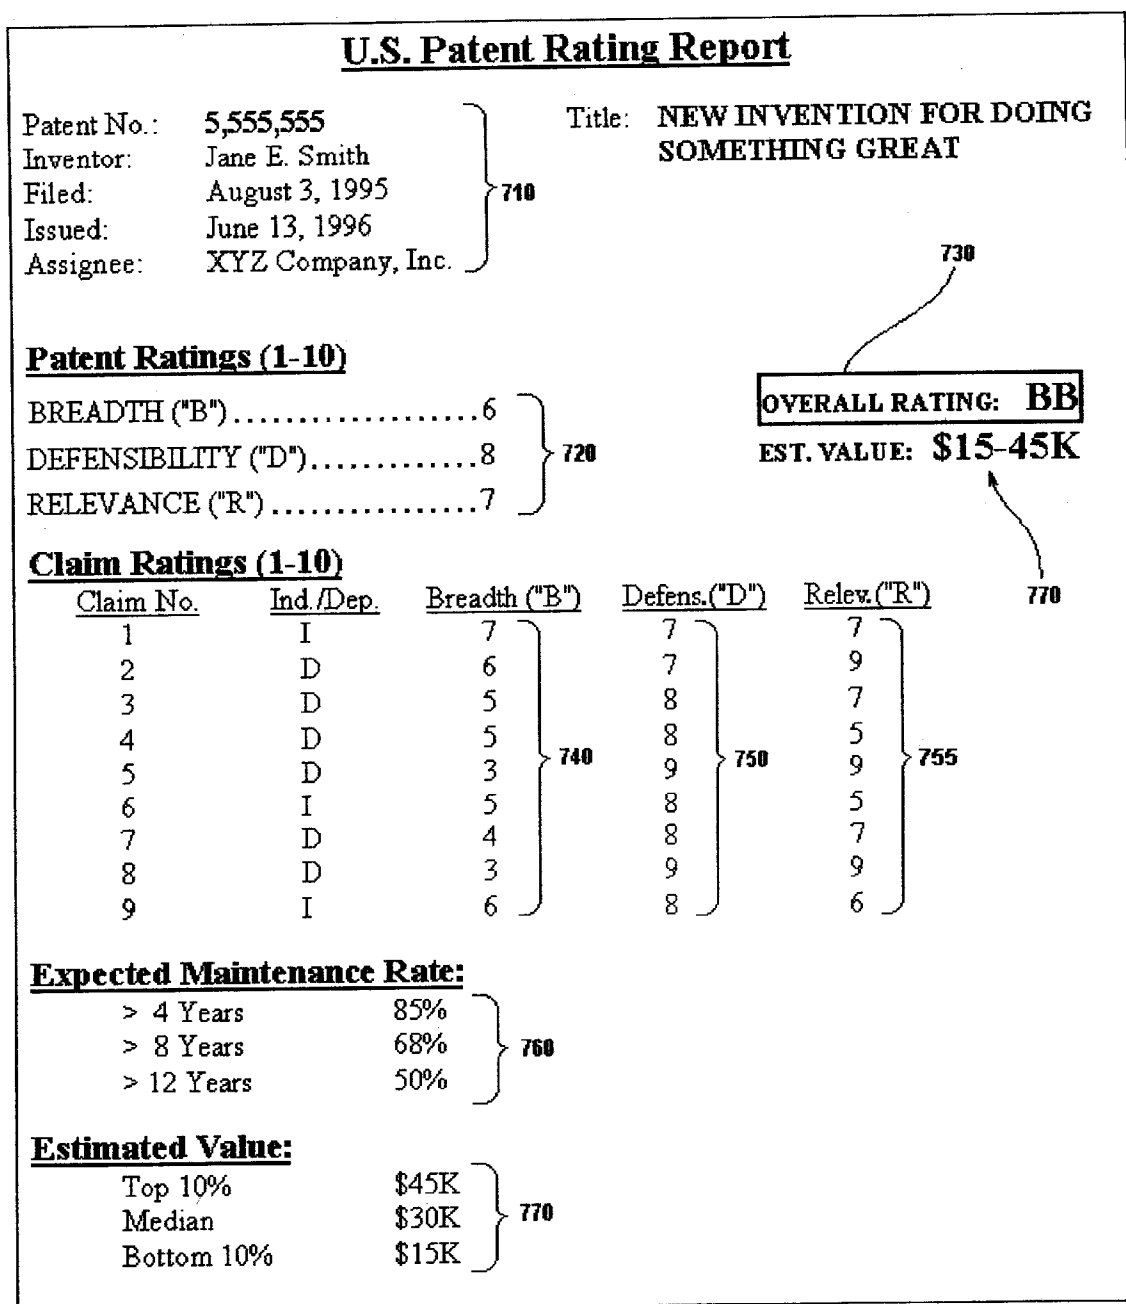 U.S. Patent Rating Report
Patent No.: 5,555,555
Title: NEW INVENTION FOR DOING
Inventor: Jane E. Smith
SOMETHING GREAT
Filed: August 3, 1995
710
Issued: June 13, 1996
Assignee: XYZ Company, Inc.
730
Patent Ratings (1-10)
OVERALL RATING: BB
BREADTH ("B")....................6
EST. VALUE: $15-45K
DEFENSIBILITY ("D")..............8
720
RELEVANCE ("R")................7
Claim Ratings (1-10)
770
Claim No. Ind./Dep. Breadth ("B") Defens.("D") Relev.("R")
1 I 7 7 7
2 D 6 7 9
3 D 5 8 7
4 D 5 8 5
740 750 755
5 D 3 9 9
6 I 5 8 5
7 D 4 8 7
8 D 3 9 9
9 I 6 8 6
Expected Maintenance Rate:
> 4 Years 85%
> 8 Years 68% 760
> 12 Years 50%
Estimated Value:
Top 10% $45K
Median $30K 770
Bottom 10% $15K